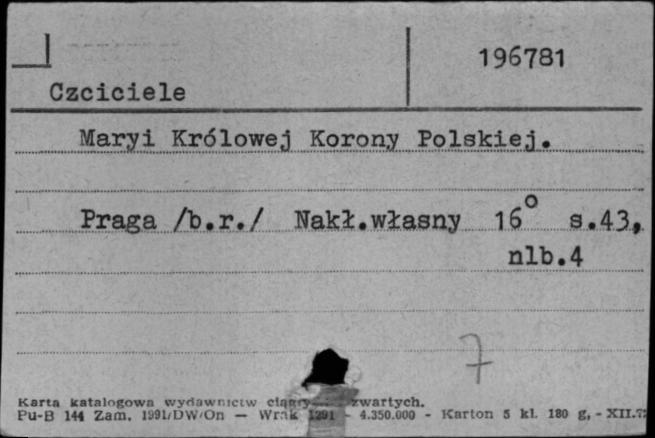 196781
Czciciele
Maryi Królowej Korony Polskiej.
Praga /b.r./ Nakł.własny 16° s.43,
nlb.4
7
Karta katalogowa wydawnictw zwartych.
Pu-B 144 Zam. 1991/DW/On — Wrak 1291 - 4.350.000 - Karton 5 kl. 180 g, - XII.7